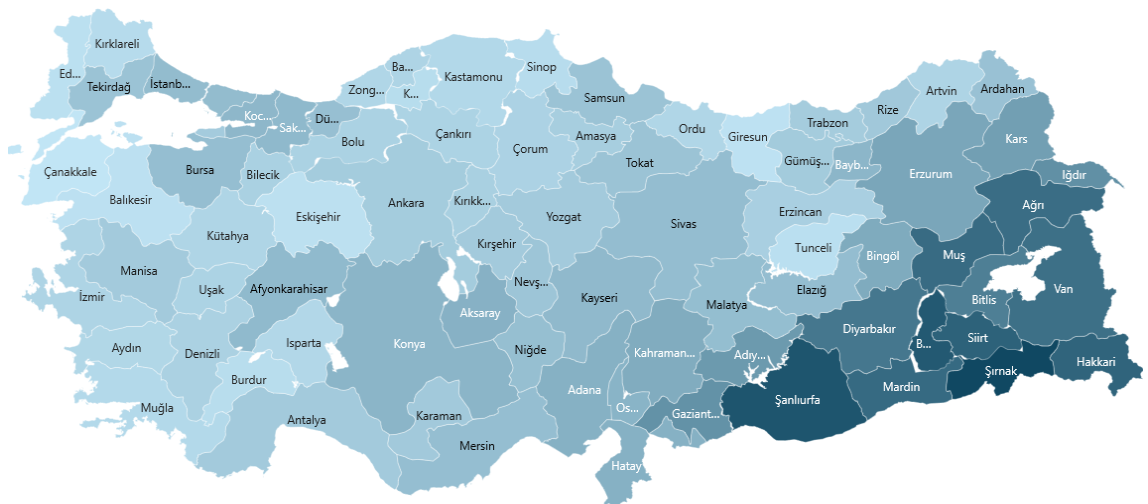 Kırklareli
Ed...
Tekirdağ
İstanb...
Koc...
Sak...
Dü...
Zong...
Ba...
K...
Kastamonu
Sinop
Samsun
Ordu
Giresun
Trabzon
Rize
Artvin
Ardahan
Kars
Iğdır
Çanakkale
Balıkesir
Bursa
Bilecik
Bolu
Çankırı
Çorum
Amasya
Tokat
Gümüş...
Bayb...
Erzurum
Ağrı
Kütahya
Eskişehir
Ankara
Kırıkk...
Yozgat
Sivas
Erzincan
Tunceli
Bingöl
Muş
Manisa
İzmir
Uşak
Afyonkarahisar
Kırşehir
Nevş...
Kayseri
Malatya
Elazığ
Bitlis
Van
Aydın
Denizli
Isparta
Burdur
Konya
Aksaray
Niğde
Kahraman...
Adıy...
Diyarbakır
B...
Siirt
Şırnak
Hakkari
Muğla
Antalya
Karaman
Mersin
Adana
Os...
Gaziant...
Şanlıurfa
Mardin
Hatay